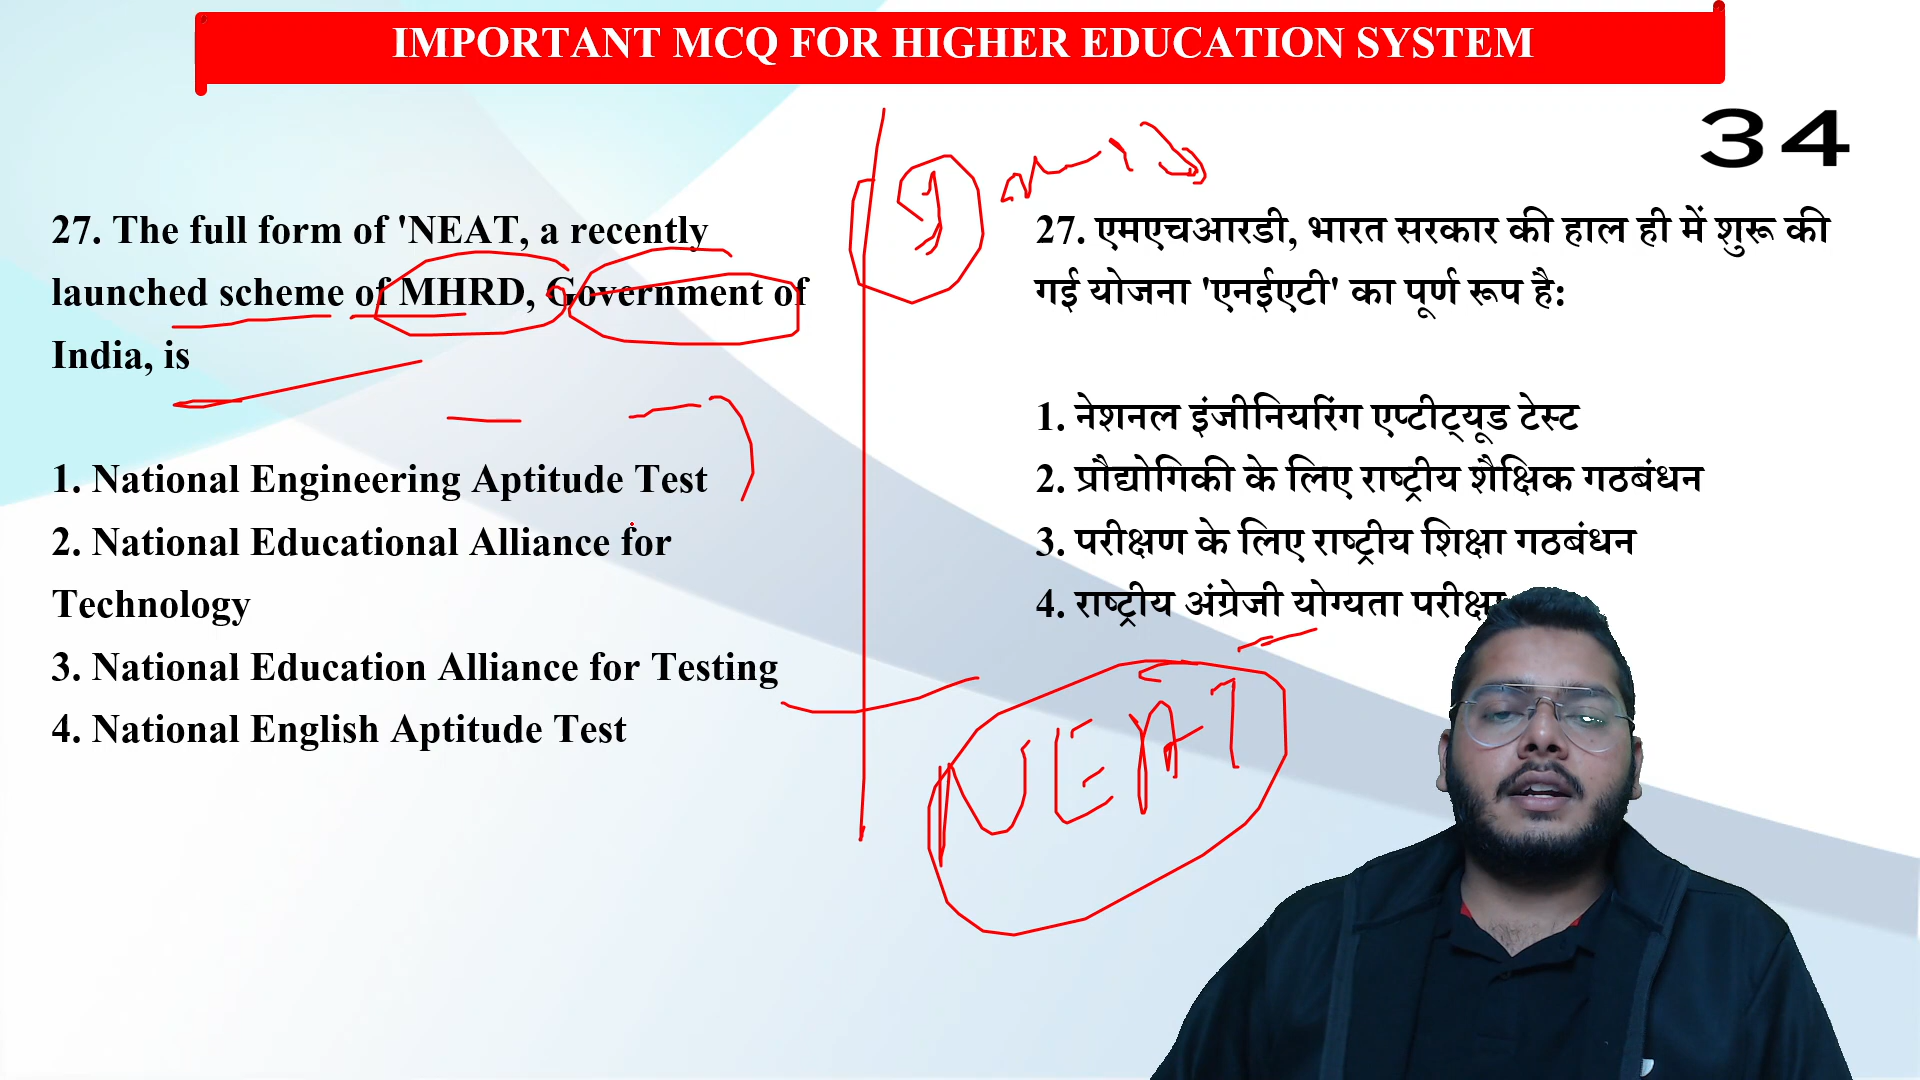 IMPORTANT MCQ FOR HIGHER EDUCATION SYSTEM
34
27. The full form of 'NEAT, a recently
launched scheme of MHRD, Government of
India, is
1. National Engineering Aptitude Test
2. National Educational Alliance for
Technology
3. National Education Alliance for Testing
4. National English Aptitude Test
27. एमएचआरडी, भारत सरकार की हाल ही में शुरू की
गई योजना 'एनईएटी' का पूर्ण रूप है:
1. नेशनल इंजीनियरिंग एप्टीट्यूड टेस्ट
2. प्रौद्योगिकी के लिए राष्ट्रीय शैक्षिक गठबंधन
3. परीक्षण के लिए राष्ट्रीय शिक्षा गठबंधन
4. राष्ट्रीय अंग्रेजी योग्यता परीक्षा
NEAT